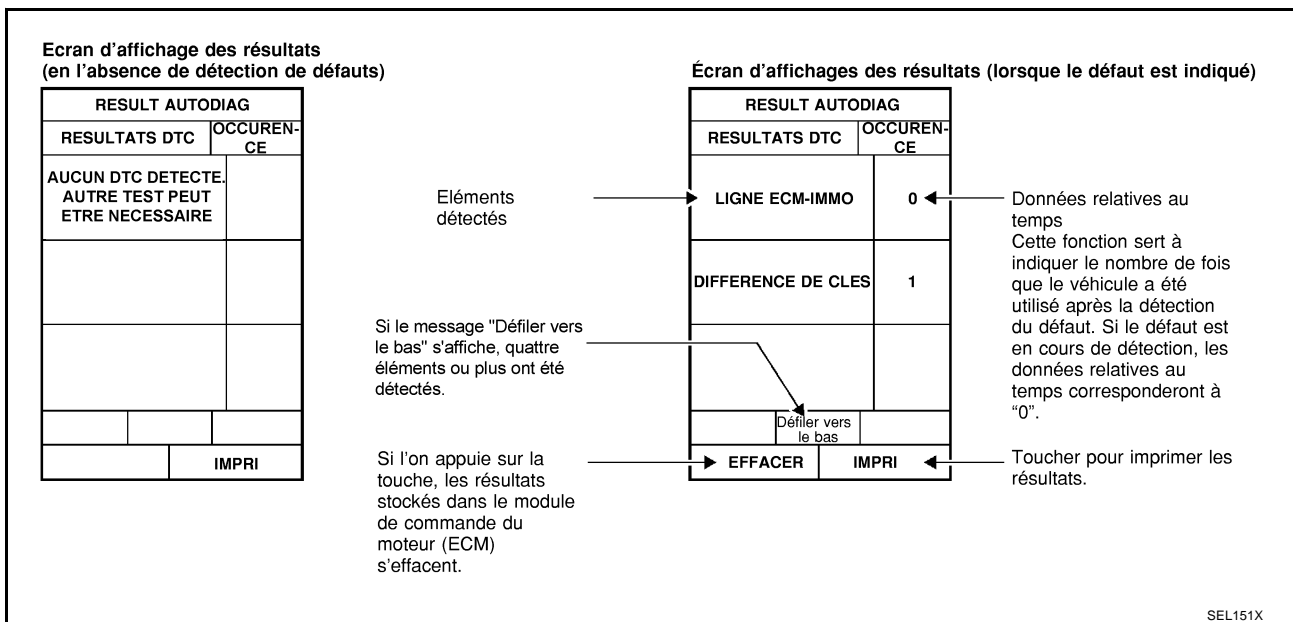 Ecran d'affichage des résultats
(en l'absence de détection de défauts)
RESULT AUTODIAG
RESULTATS DTC
OCCUREN-
CE
AUCUN DTC DETECTE.
AUTRE TEST PEUT
ETRE NECESSAIRE
IMPRI
Eléments
détectés
Si le message "Défiler vers
le bas" s'affiche, quattre
éléments ou plus ont été
détectés.
Si l'on appuie sur la
touche, les résultats
stockés dans le module
de commande du
moteur (ECM)
s'effacent.
Écran d'affichages des résultats (lorsque le défaut est indiqué)
RESULT AUTODIAG
RESULTATS DTC
OCCUREN-
CE
LIGNE ECM-IMMO
0
DIFFERENCE DE CLES
1
Défiler vers
le bas
EFFACER
IMPRI
Données relatives au
temps
Cette fonction sert à
indiquer le nombre de fois
que le véhicule a été
utilisé après la détection
du défaut. Si le défaut est
en cours de détection, les
données relatives au
temps corresponderont à
“0”.
Toucher pour imprimer les
résultats.
SEL151X